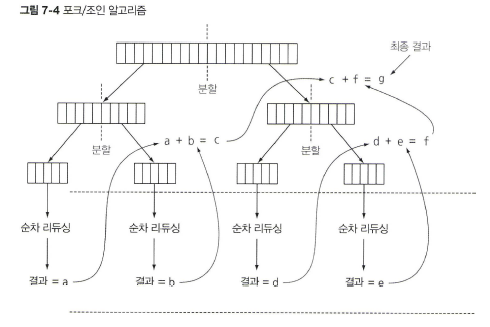 그림 7-4 포크/조인 알고리즘
최종 결과
분할
c + f = g
분할
a + b = c
분할
d + e = f
순차 리듀싱
순차 리듀싱
순차 리듀싱
순차 리듀싱
결과 = a
결과 = b
결과 = d
결과 = e